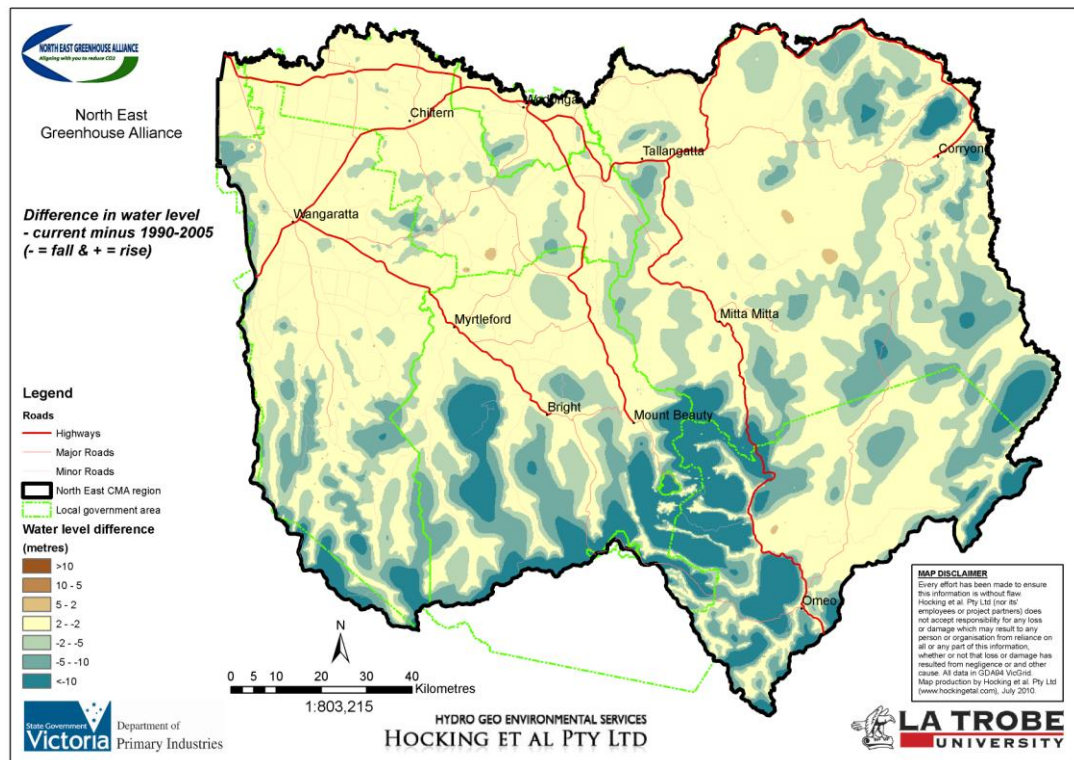 NORTH EAST GREENHOUSE ALLIANCE
Aligning with you to reduce CO2
North East
Greenhouse Alliance
Difference in water level
- current minus 1990-2005
(- = fall & + = rise)
Chiltern
Wodonga
Tallangatta
Corryong
Wangaratta
Myrtleford
Mitta Mitta
Bright
Mount Beauty
Omeo
Legend
Roads
Highways
Major Roads
Minor Roads
North East CMA region
Local government area
Water level difference
(metres)
>10
10 - 5
5 - 2
2 - -2
-2 - -5
-5 - -10
<-10
N
0 5 10 20 30 40
Kilometres
1:803,215
MAP DISCLAIMER
Every effort has been made to ensure
this information is without flaw.
Hocking et al. Pty Ltd (nor its'
employees or project partners) does
not accept responsibility for any loss
or damage which may result to any
person or organisation from reliance on
all or any part of this information,
whether or not that loss or damage has
resulted from negligence or and other
cause. All data in GDA94 VicGrid.
Map production by Hocking et al. Pty Ltd
(www.hockingetal.com), July 2010.
State Government
Victoria
Department of
Primary Industries
HYDRO GEO ENVIRONMENTAL SERVICES
HOCKING ET AL PTY LTD
LA TROBE
UNIVERSITY